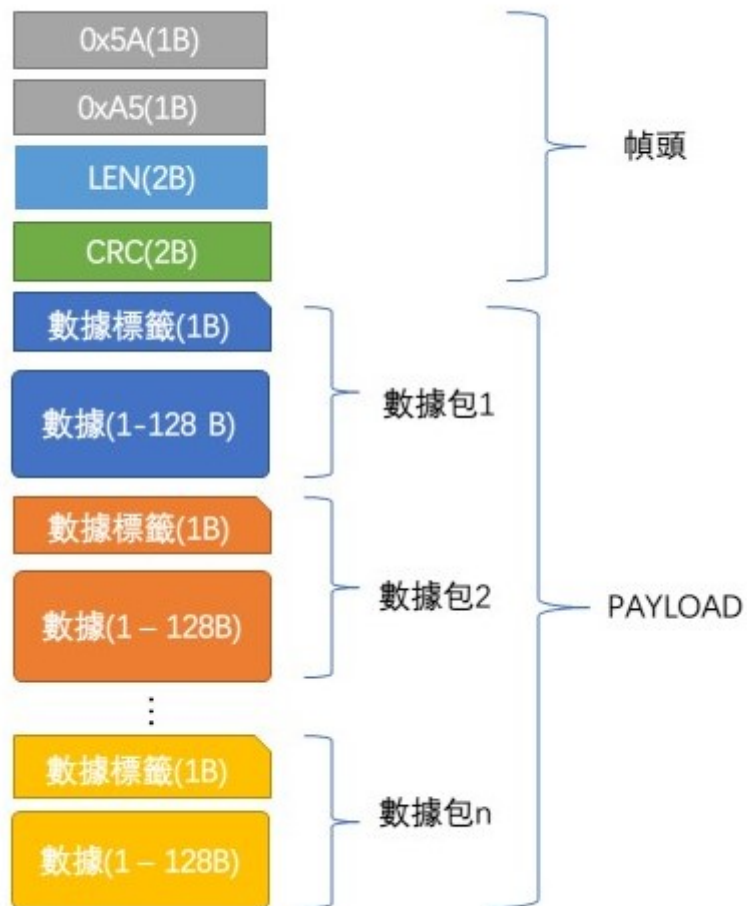 0x5A(1B)
0xA5(1B)
LEN(2B)
CRC(2B)
幀頭
數據標籤(1B)
數據(1-128 B)
數據包1
數據標籤(1B)
數據(1 – 128B)
數據包2
PAYLOAD
⋮
數據標籤(1B)
數據(1 – 128B)
數據包n